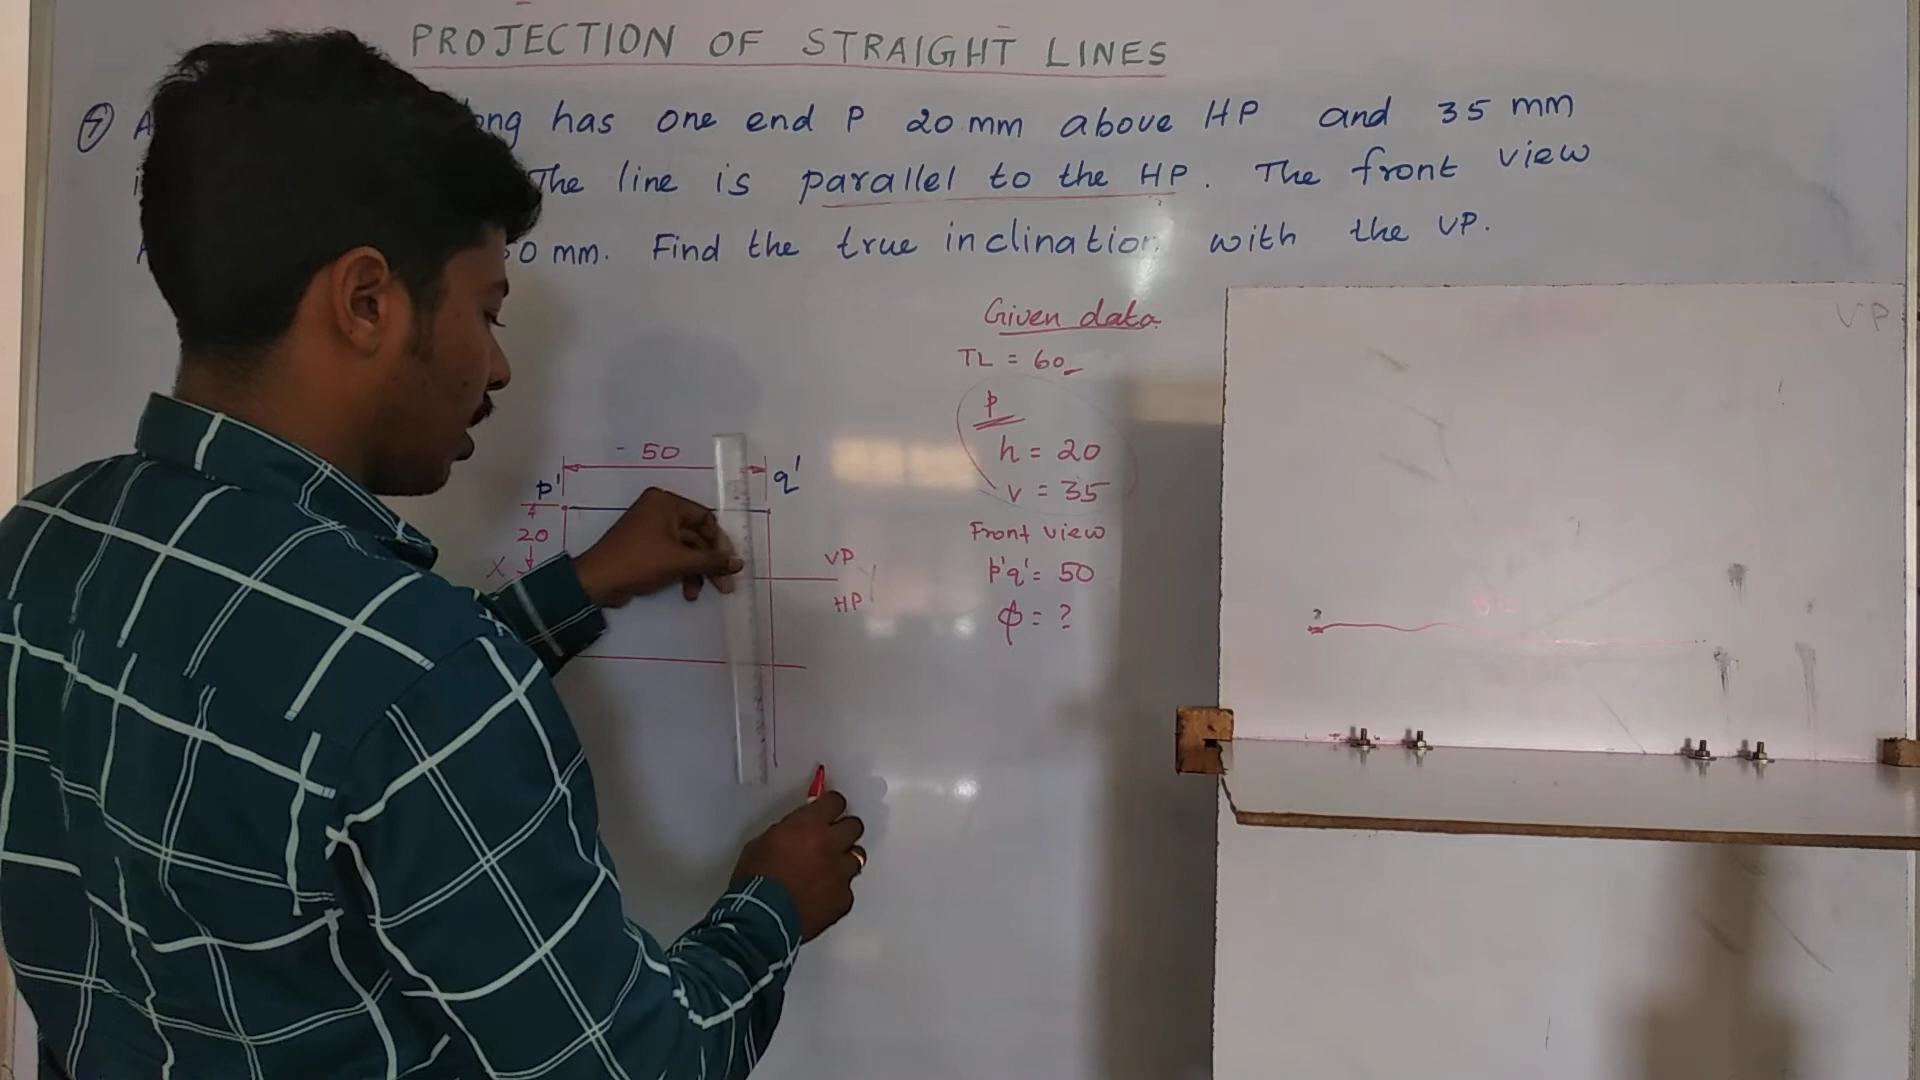 PROJECTION OF STRAIGHT LINES
7 A has one end P 20 mm above HP and 35 mm
The line is parallel to the HP. The front view
0 mm. Find the true inclination with the VP.
Given data
TL = 60
P
h = 20
v = 35
Front view
p'q' = 50
ϕ = ?
50
p' q'
20
X
VP
HP
VP